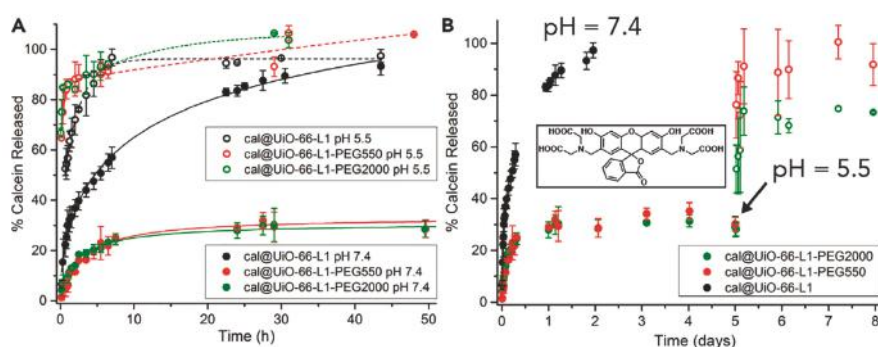 A
% Calcein Released
100
80
60
40
20
0
cal@UiO-66-L1 pH 5.5
cal@UiO-66-L1-PEG550 pH 5.5
cal@UiO-66-L1-PEG2000 pH 5.5
cal@UiO-66-L1 pH 7.4
cal@UiO-66-L1-PEG550 pH 7.4
cal@UiO-66-L1-PEG2000 pH 7.4
0 10 20 30 40 50
Time (h)
B
% Calcein Released
100
80
60
40
20
0
pH = 7.4
HOOC HO O OH COOH
HOOC N N COOH
O
O
pH = 5.5
cal@UiO-66-L1-PEG2000
cal@UiO-66-L1-PEG550
cal@UiO-66-L1
0 1 2 3 4 5 6 7 8
Time (days)